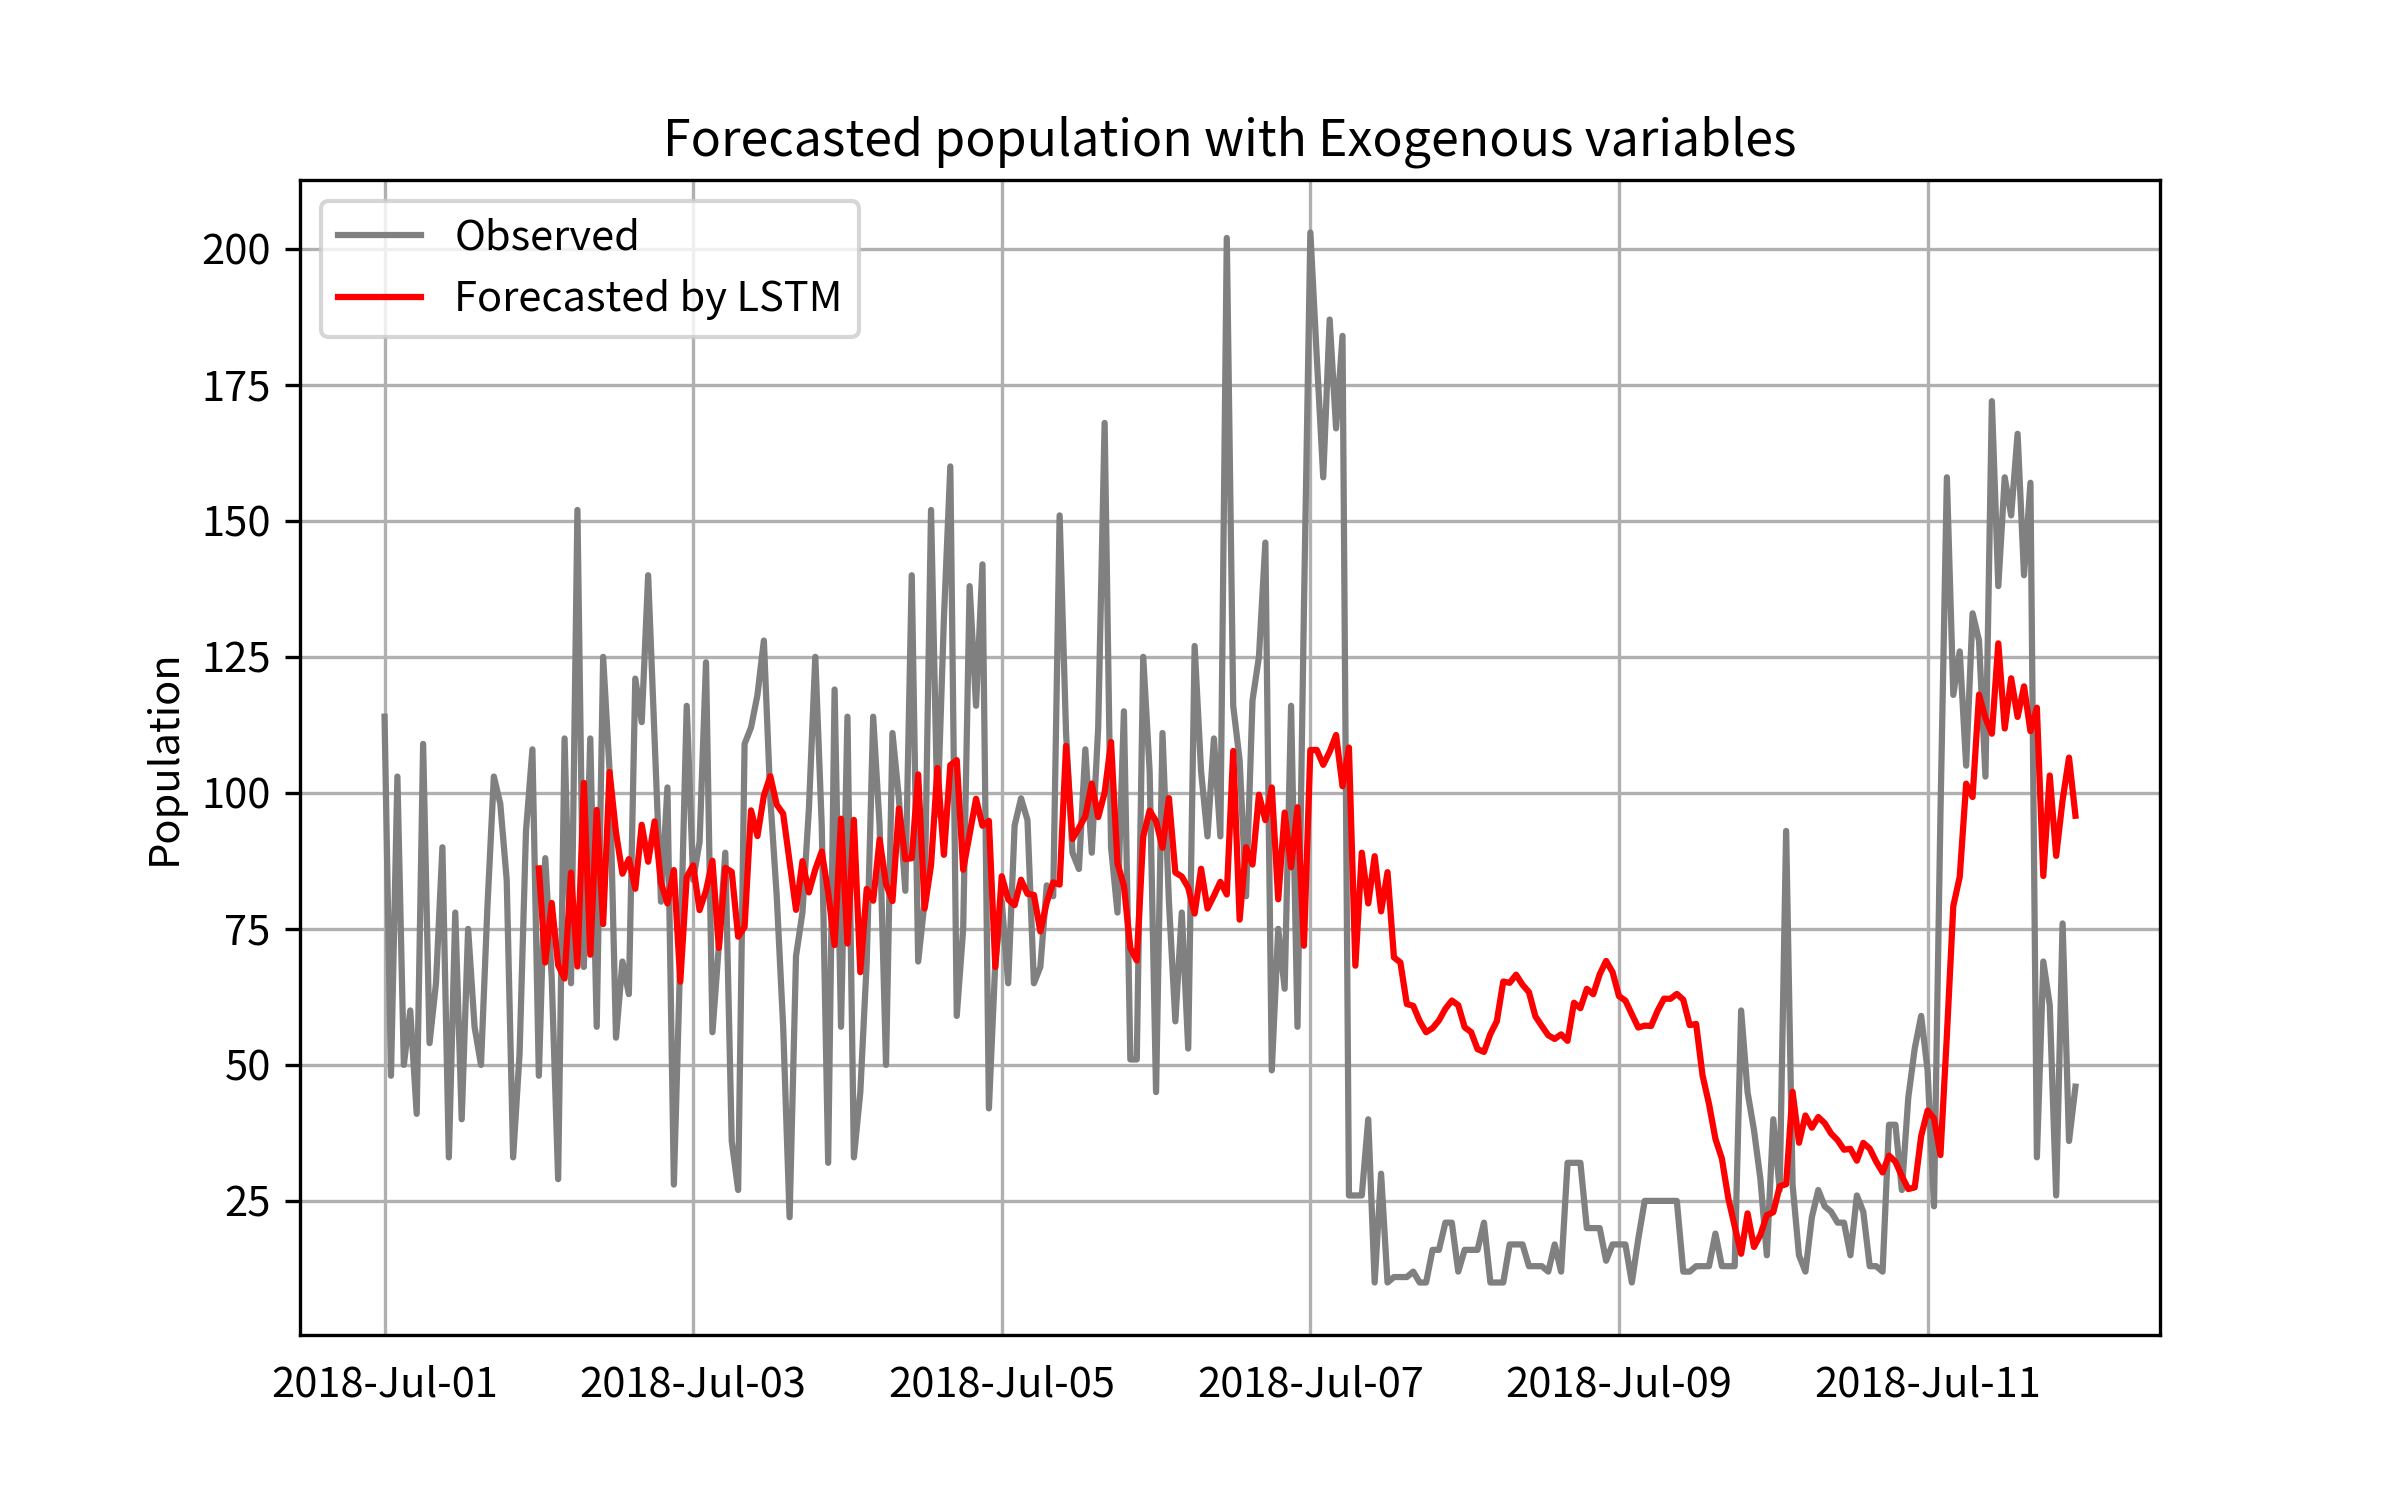 Forecasted population with Exogenous variables
Observed
Forecasted by LSTM
Population
200
175
150
125
100
75
50
25
2018-Jul-01
2018-Jul-03
2018-Jul-05
2018-Jul-07
2018-Jul-09
2018-Jul-11